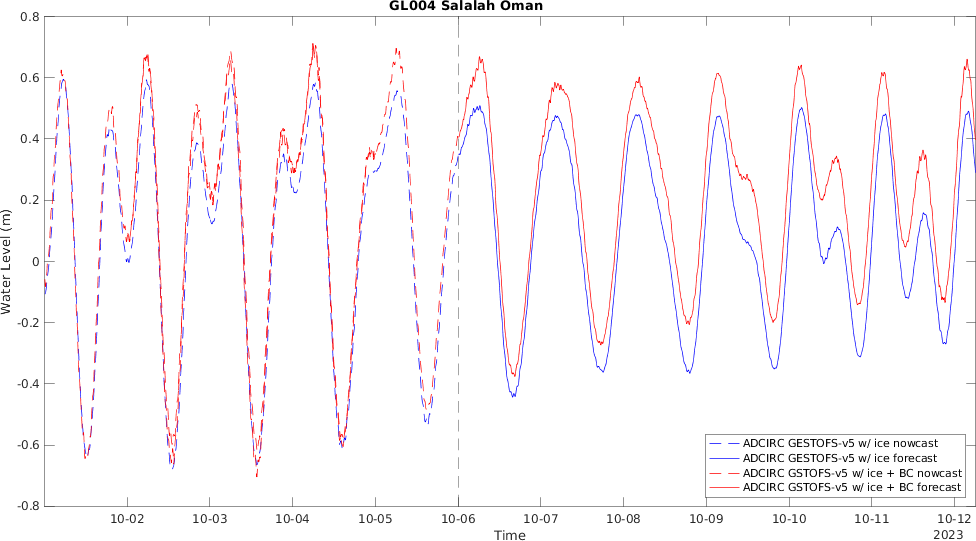 GL004 Salalah Oman
0.8
0.6
0.4
0.2
0
-0.2
-0.4
-0.6
-0.8
Water Level (m)
ADCIRC GESTOFS-v5 w/ ice nowcast
ADCIRC GESTOFS-v5 w/ ice forecast
ADCIRC GSTOFS-v5 w/ ice + BC nowcast
ADCIRC GSTOFS-v5 w/ ice + BC forecast
10-02 10-03 10-04 10-05 10-06 10-07 10-08 10-09 10-10 10-11 10-12
Time
2023